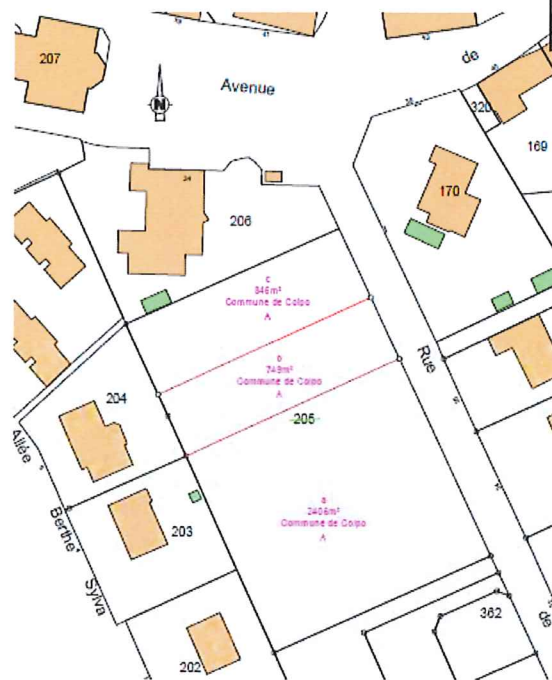 207
Avenue
de
N
34
206
320
169
170
c
846m²
Commune de Colpo
A
D
749m²
Commune de Colpo
A
Rue
205
204
Allée
Berthe
Sylva
203
B
2406m²
Commune de Colpo
A
202
362
de